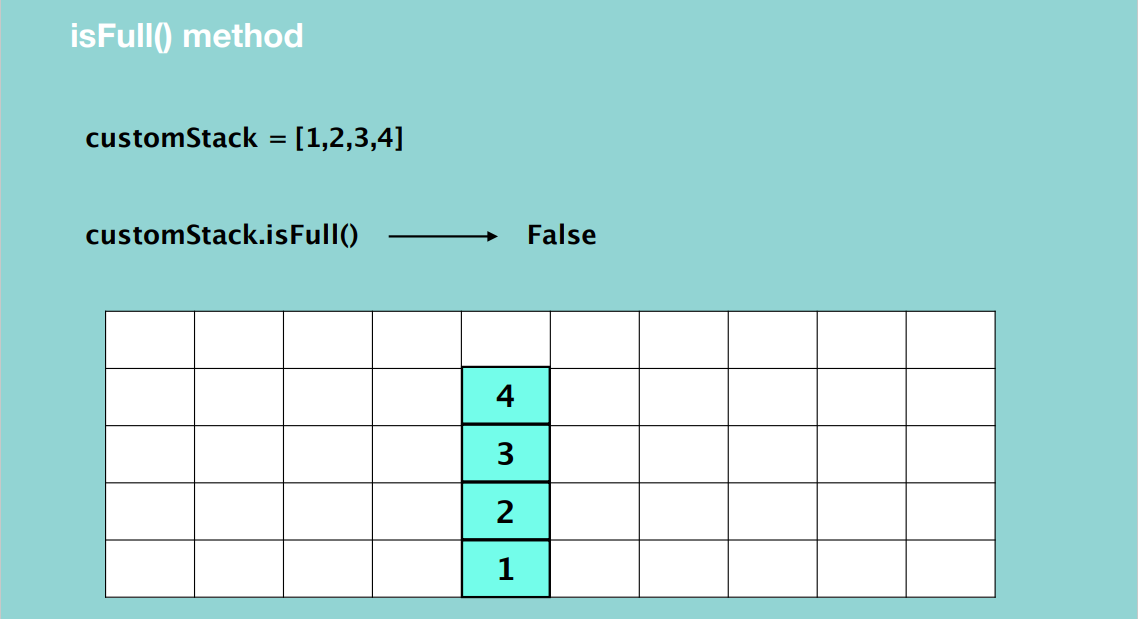 isFull() method
customStack = [1,2,3,4]
customStack.isFull() False
4
3
2
1